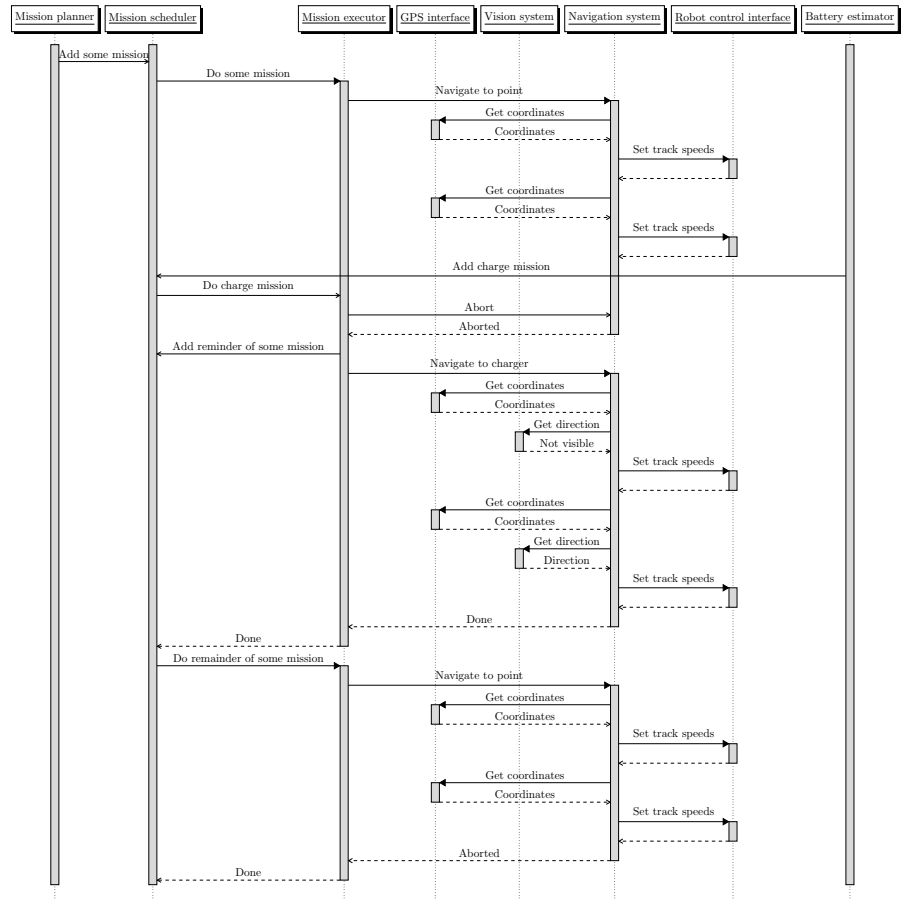 Mission planner
Mission scheduler
Mission executor
GPS interface
Vision system
Navigation system
Robot control interface
Battery estimator
Add some mission
Do some mission
Navigate to point
Get coordinates
Coordinates
Set track speeds
Get coordinates
Coordinates
Set track speeds
Add charge mission
Do charge mission
Abort
Aborted
Add reminder of some mission
Navigate to charger
Get coordinates
Coordinates
Get direction
Not visible
Set track speeds
Get coordinates
Coordinates
Get direction
Direction
Set track speeds
Done
Done
Do remainder of some mission
Navigate to point
Get coordinates
Coordinates
Set track speeds
Get coordinates
Coordinates
Set track speeds
Aborted
Done